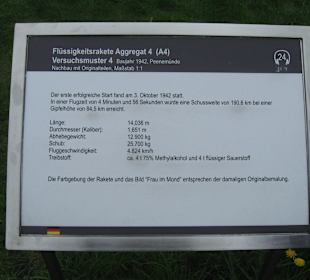 Flüssigkeitsrakete Aggregat 4 (A4)
Versuchsmuster 4 Baujahr 1942, Peenemünde
Nachbau mit Originalteilen, Maßstab 1:1
24
Der erste erfolgreiche Start fand am 3. Oktober 1942 statt.
In einer Flugzeit von 4 Minuten und 56 Sekunden wurde eine Schussweite von 190,6 km bei einer
Gipfelhöhe von 84,5 km erreicht.
Länge: 14,036 m
Durchmesser (Kaliber): 1,651 m
Abhebegewicht: 12.900 kg
Schub: 25.700 kg
Fluggeschwindigkeit: 4.824 km/h
Treibstoff: ca. 4 t 75% Methylalkohol und 4 t flüssiger Sauerstoff
Die Farbgebung der Rakete und das Bild "Frau im Mond" entsprechen der damaligen Originalbemalung.